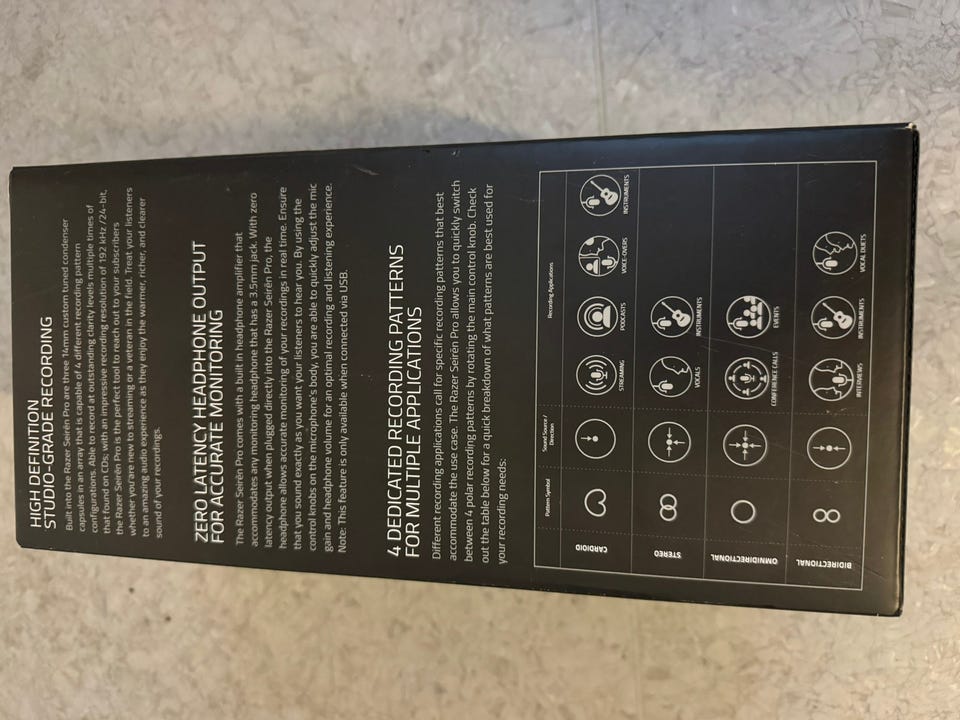 HIGH DEFINITION
STUDIO-GRADE RECORDING
Built into the Razer Seirēn Pro are three 14mm custom tuned condenser
capsules in an array that is capable of 4 different recording pattern
configurations. Able to record at outstanding clarity levels multiple times of
that found on CDs; with an impressive recording resolution of 192 kHz /24-bit,
the Razer Seirēn Pro is the perfect tool to reach out to your subscribers
whether you're new to streaming or a veteran in the field. Treat your listeners
to an amazing audio experience as they enjoy the warmer, richer, and clearer
sound of your recordings.
ZERO LATENCY HEADPHONE OUTPUT
FOR ACCURATE MONITORING
The Razer Seirēn Pro comes with a built in headphone amplifier that
accommodates any monitoring headphone that has a 3.5mm jack. With zero
latency output when plugged directly into the Razer Seirēn Pro, the
headphone allows accurate monitoring of your recordings in real time. Ensure
that you sound exactly as you want your listeners to hear you. By using the
control knobs on the microphone's body, you are able to quickly adjust the mic
gain and headphone volume for an optimal recording and listening experience.
Note: This feature is only available when connected via USB.
4 DEDICATED RECORDING PATTERNS
FOR MULTIPLE APPLICATIONS
Different recording applications call for specific recording patterns that best
accommodate the use case. The Razer Seirēn Pro allows you to quickly switch
between 4 polar recording patterns by rotating the main control knob. Check
out the table below for a quick breakdown of what patterns are best used for
your recording needs:
Pattern Symbol Sound Source / Direction Recording Applications
CARDIOID STREAMING PODCASTS VOICE-OVERS INSTRUMENTS
STEREO VOCALS INSTRUMENTS
OMNIDIRECTIONAL CONFERENCE CALLS EVENTS
BIDIRECTIONAL INTERVIEWS INSTRUMENTS VOCAL DUETS